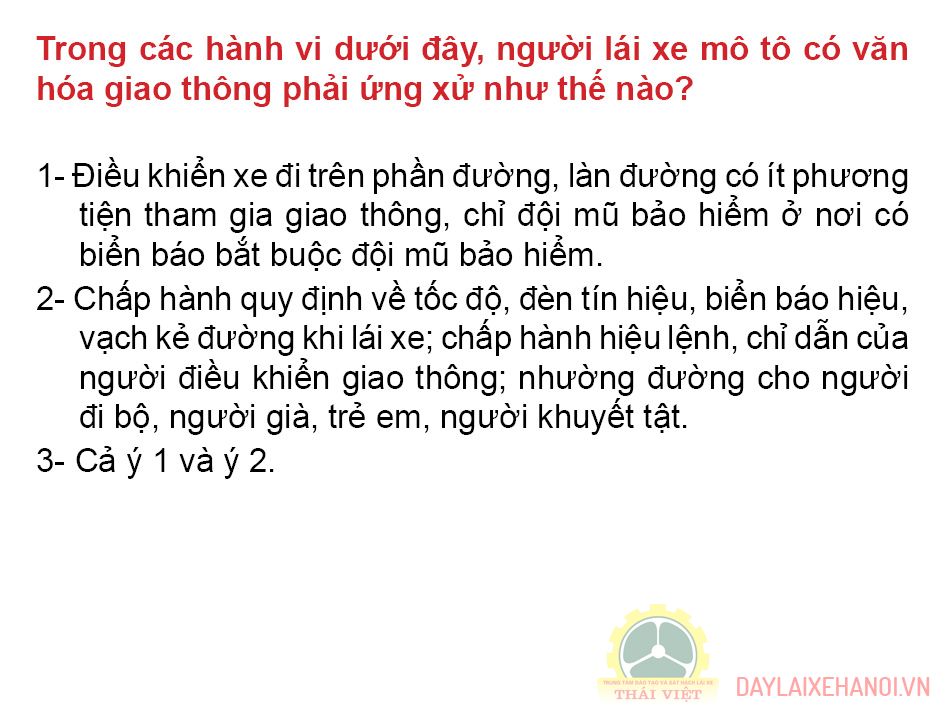 Trong các hành vi dưới đây, người lái xe mô tô có văn
hóa giao thông phải ứng xử như thế nào?
1- Điều khiển xe đi trên phần đường, làn đường có ít phương
tiện tham gia giao thông, chỉ đội mũ bảo hiểm ở nơi có
biển báo bắt buộc đội mũ bảo hiểm.
2- Chấp hành quy định về tốc độ, đèn tín hiệu, biển báo hiệu,
vạch kẻ đường khi lái xe; chấp hành hiệu lệnh, chỉ dẫn của
người điều khiển giao thông; nhường đường cho người
đi bộ, người già, trẻ em, người khuyết tật.
3- Cả ý 1 và ý 2.
TRUNG TÂM ĐÀO TẠO VÀ SÁT HẠCH LÁI XE
THÁI VIỆT
DAYLAIXEHANOI.VN